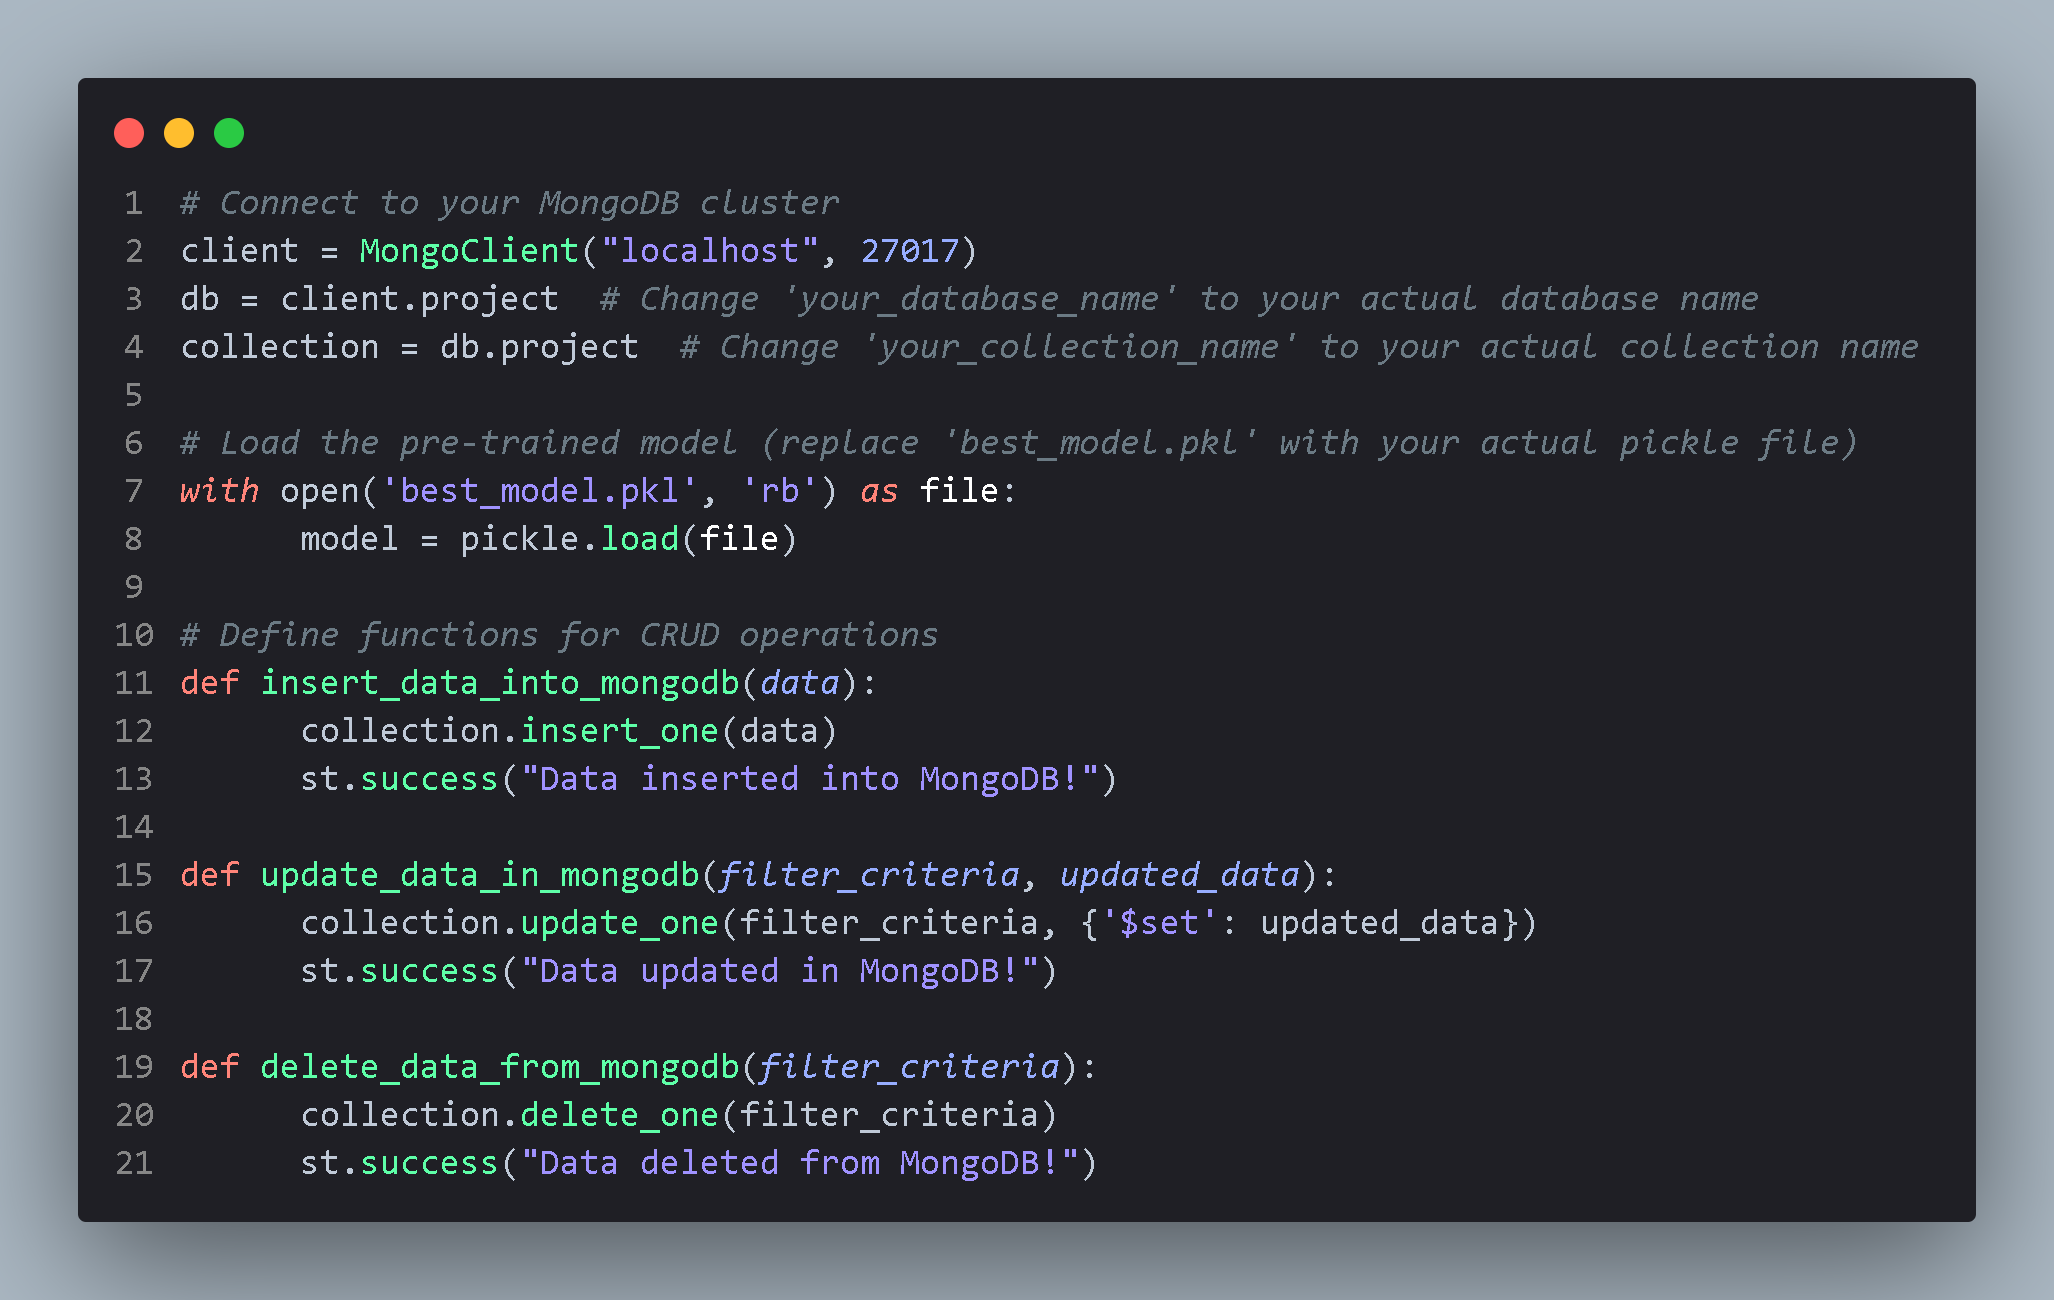 1 # Connect to your MongoDB cluster
2 client = MongoClient("localhost", 27017)
3 db = client.project  # Change 'your_database_name' to your actual database name
4 collection = db.project  # Change 'your_collection_name' to your actual collection name
5
6 # Load the pre-trained model (replace 'best_model.pkl' with your actual pickle file)
7 with open('best_model.pkl', 'rb') as file:
8       model = pickle.load(file)
9
10 # Define functions for CRUD operations
11 def insert_data_into_mongodb(data):
12       collection.insert_one(data)
13       st.success("Data inserted into MongoDB!")
14
15 def update_data_in_mongodb(filter_criteria, updated_data):
16       collection.update_one(filter_criteria, {'$set': updated_data})
17       st.success("Data updated in MongoDB!")
18
19 def delete_data_from_mongodb(filter_criteria):
20       collection.delete_one(filter_criteria)
21       st.success("Data deleted from MongoDB!")